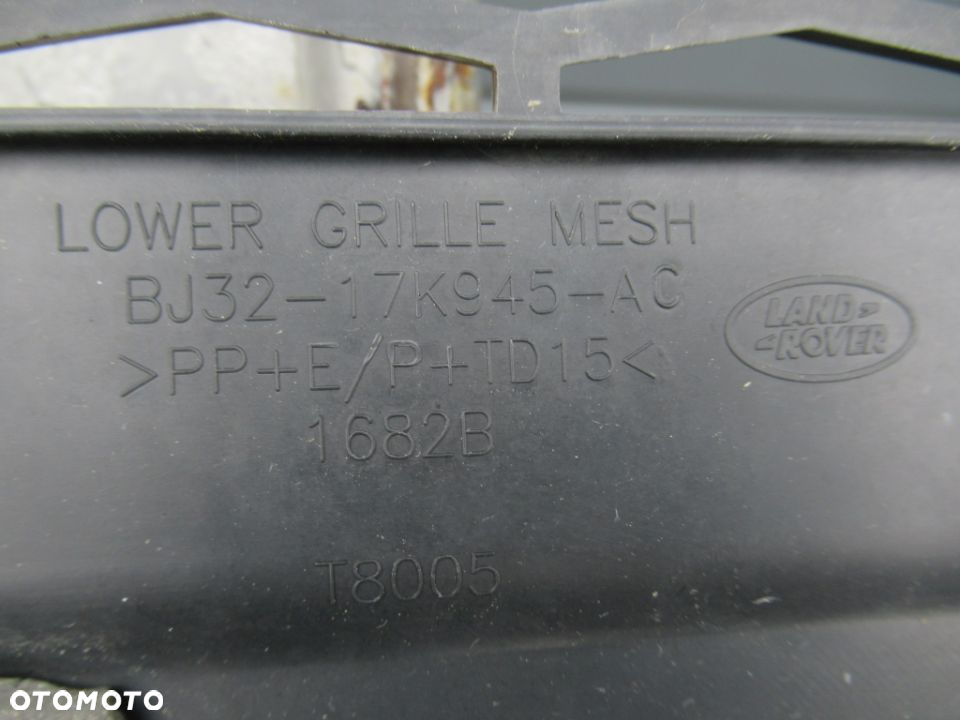 LOWER GRILLE MESH
BJ32-17K945-AC
>PP+E/P+TD15<
LAND
ROVER
1682B
T8005
OTOMOTO